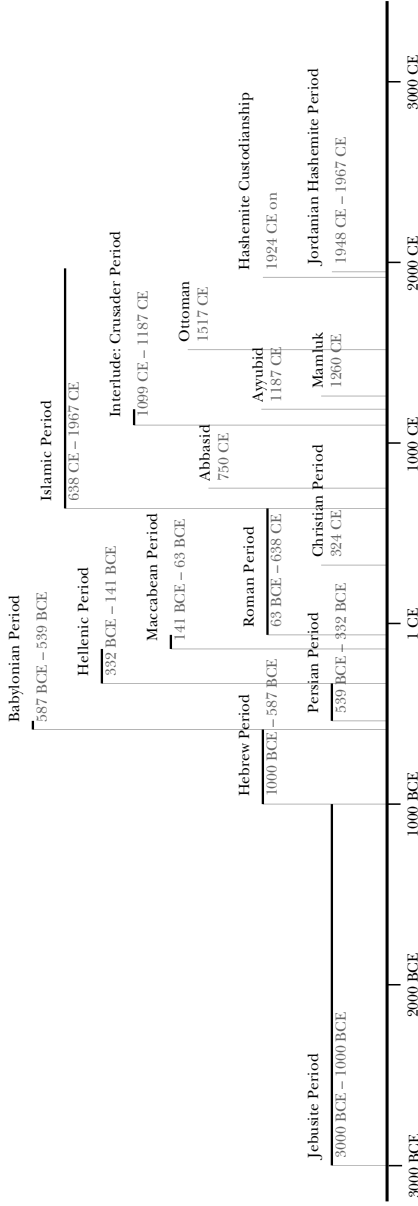 Babylonian Period
587 BCE – 539 BCE
Islamic Period
638 CE – 1967 CE
Hellenic Period
332 BCE – 141 BCE
Interlude: Crusader Period
1099 CE – 1187 CE
Maccabean Period
141 BCE – 63 BCE
Ottoman
1517 CE
Abbasid
750 CE
Hebrew Period
1000 BCE – 587 BCE
Roman Period
63 BCE – 638 CE
Ayyubid
1187 CE
Hashemite Custodianship
1924 CE on
Jebusite Period
3000 BCE – 1000 BCE
Persian Period
539 BCE – 332 BCE
Christian Period
324 CE
Mamluk
1260 CE
Jordanian Hashemite Period
1948 CE – 1967 CE
3000 BCE
2000 BCE
1000 BCE
1 CE
1000 CE
2000 CE
3000 CE